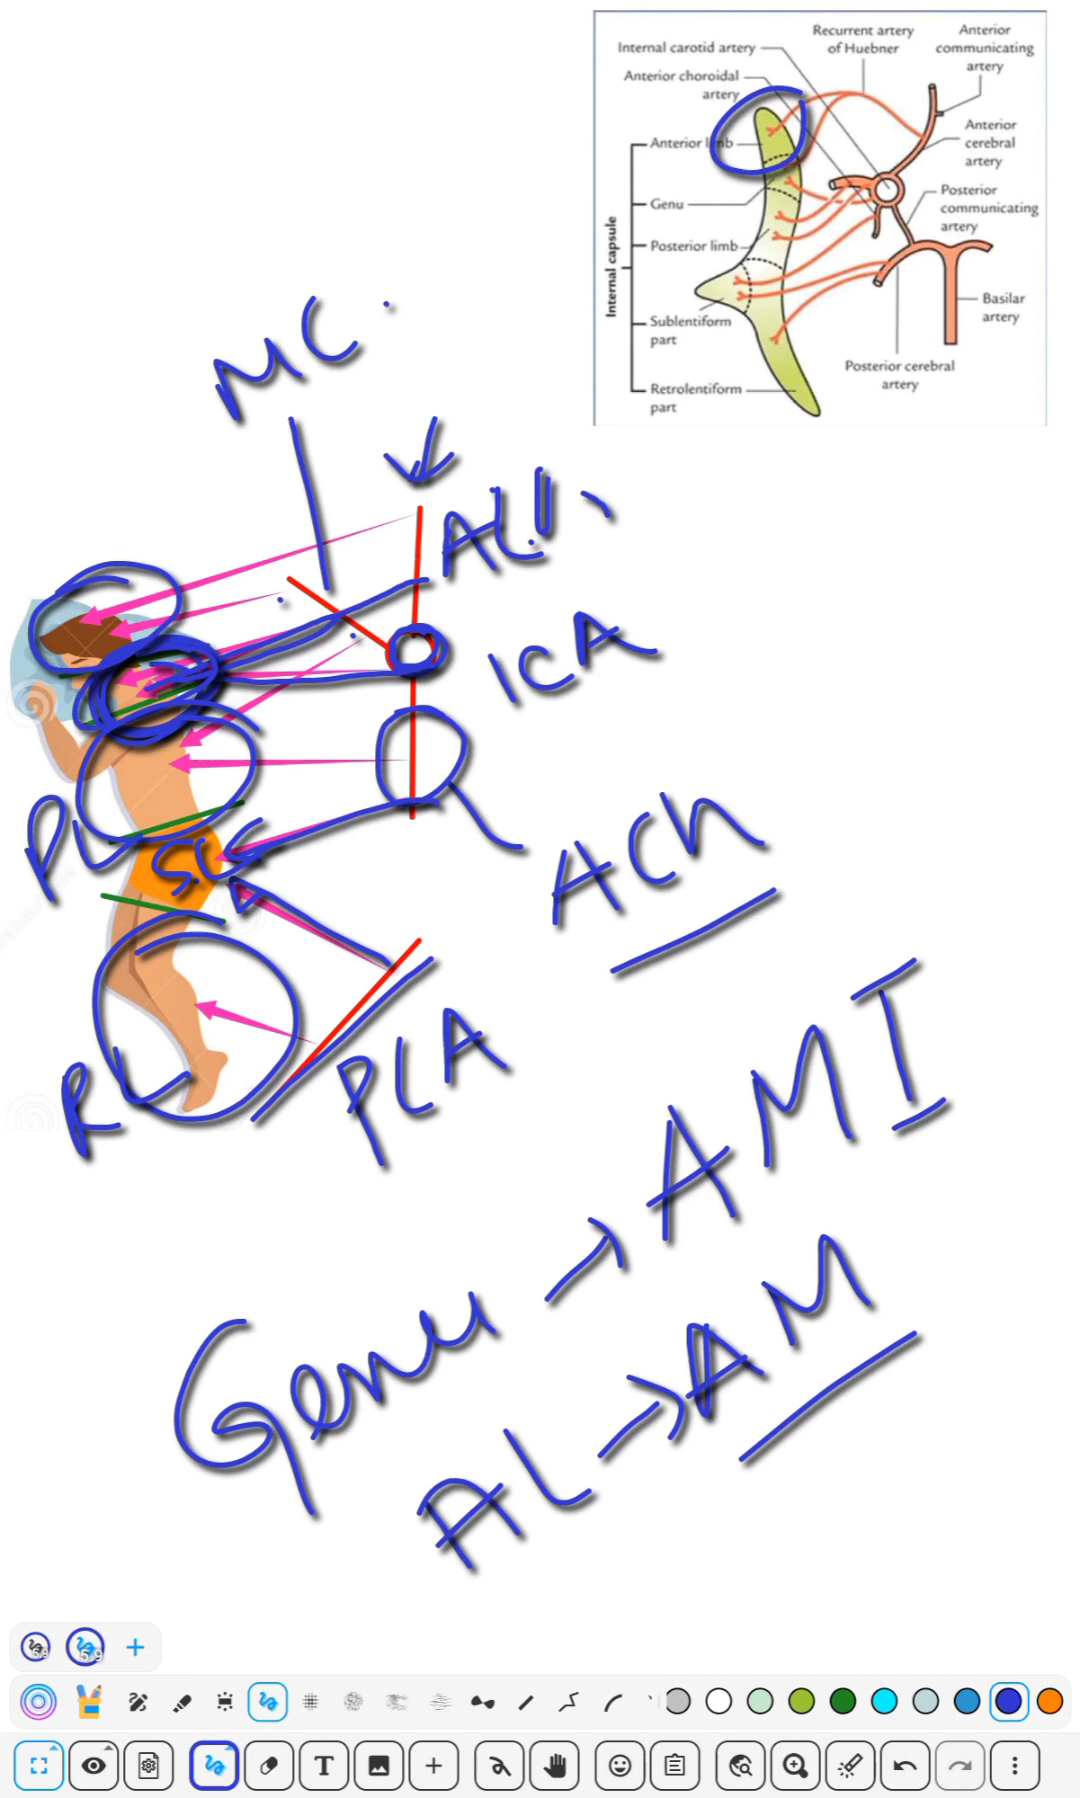 Recurrent artery
of Huebner
Anterior
communicating
artery
Internal carotid artery
Anterior choroidal
artery
Anterior limb
Anterior
cerebral
artery
Genu
Posterior
communicating
artery
Posterior limb
Internal capsule
Basilar
artery
Sublentiform
part
Posterior cerebral
artery
Retrolentiform
part
MC
ICA
PL
SL
ACh
RL
PCA
Genu → AMI
AL → AM
T